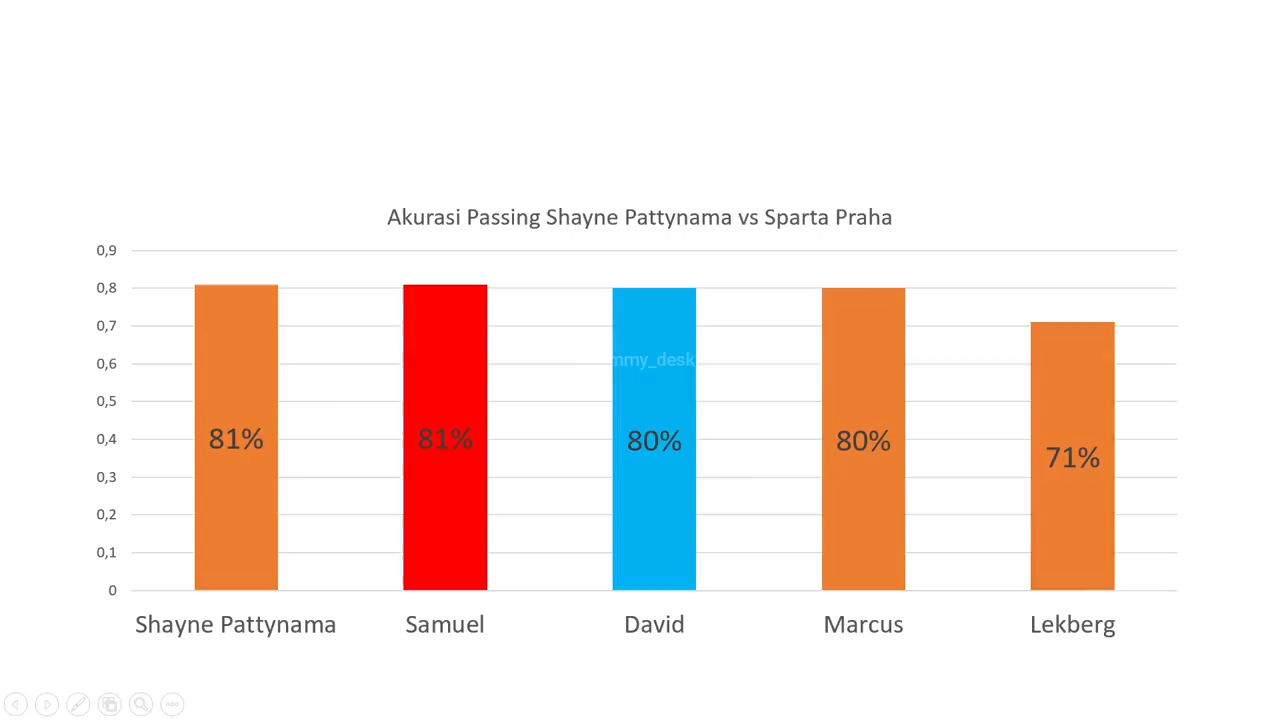 Akurasi Passing Shayne Pattynama vs Sparta Praha
0,9
0,8
0,7
0,6
0,5
0,4
0,3
0,2
0,1
0
81%
81%
80%
80%
71%
mmy_desk
Shayne Pattynama
Samuel
David
Marcus
Lekberg